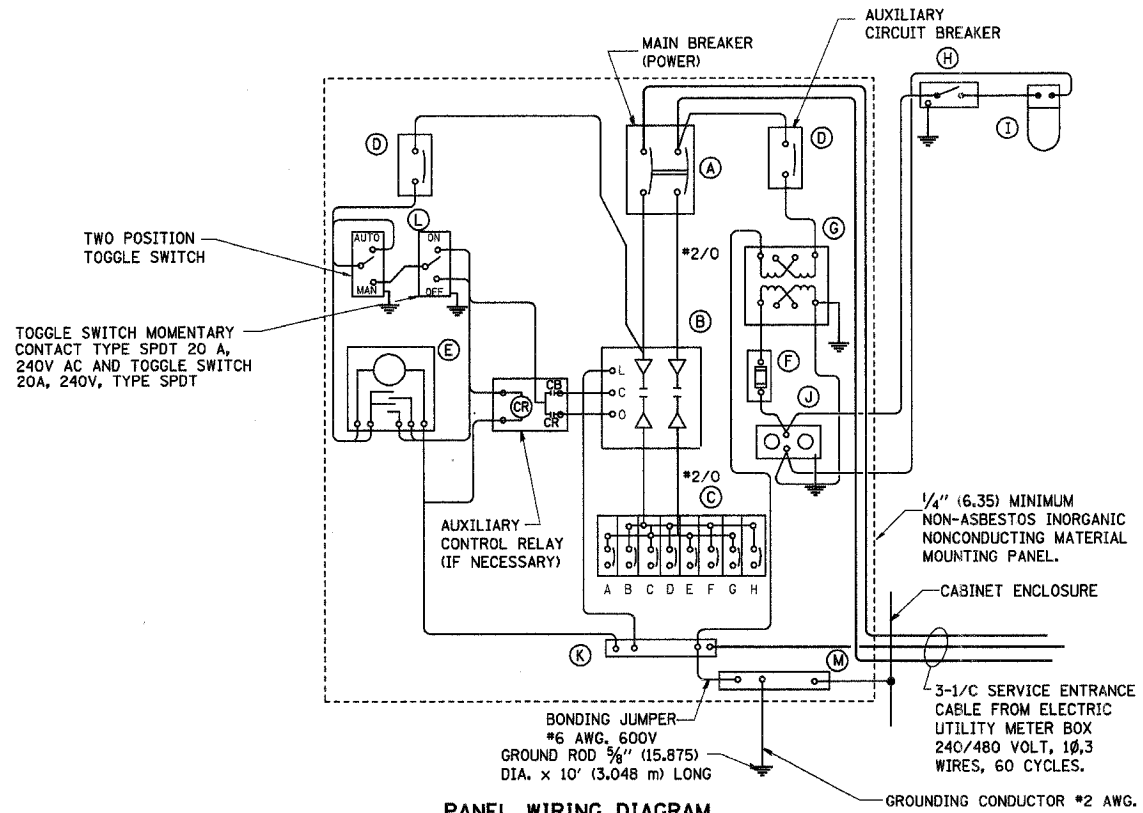 AUXILIARY
CIRCUIT BREAKER
MAIN BREAKER
(POWER)
H
I
D
A
D
L
G
TWO POSITION
TOGGLE SWITCH
AUTO
MAN
ON
OFF
#2/0
TOGGLE SWITCH MOMENTARY
CONTACT TYPE SPDT 20 A,
240V AC AND TOGGLE SWITCH
20A, 240V, TYPE SPDT
E
B
F
J
L
C
O
CB
CR
CR
#2/0
C
AUXILIARY
CONTROL RELAY
(IF NECESSARY)
A B C D E F G H
1/4" (6.35) MINIMUM
NON-ASBESTOS INORGANIC
NONCONDUCTING MATERIAL
MOUNTING PANEL.
CABINET ENCLOSURE
K
M
3-1/C SERVICE ENTRANCE
CABLE FROM ELECTRIC
UTILITY METER BOX
240/480 VOLT, 1Ø,3
WIRES, 60 CYCLES.
BONDING JUMPER
#6 AWG. 600V
GROUND ROD 5/8" (15.875)
DIA. x 10' (3.048 m) LONG
GROUNDING CONDUCTOR #2 AWG.
PANEL WIRING DIAGRAM